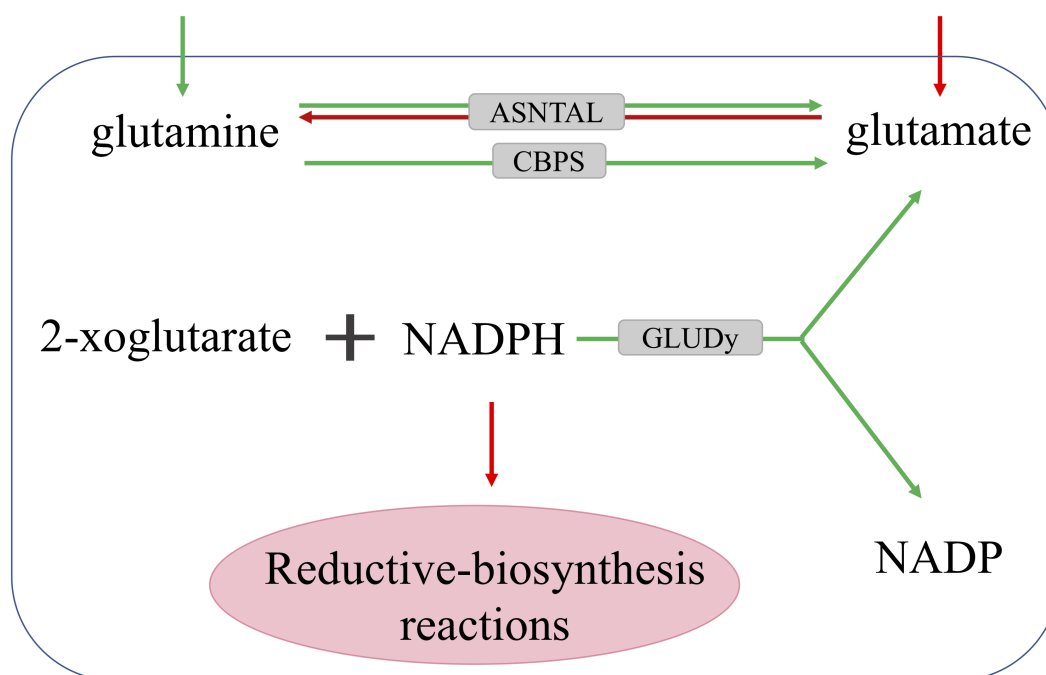 ASNTAL
glutamine
glutamate
CBPS
2-xoglutarate + NADPH
GLUDy
Reductive-biosynthesis
reactions
NADP